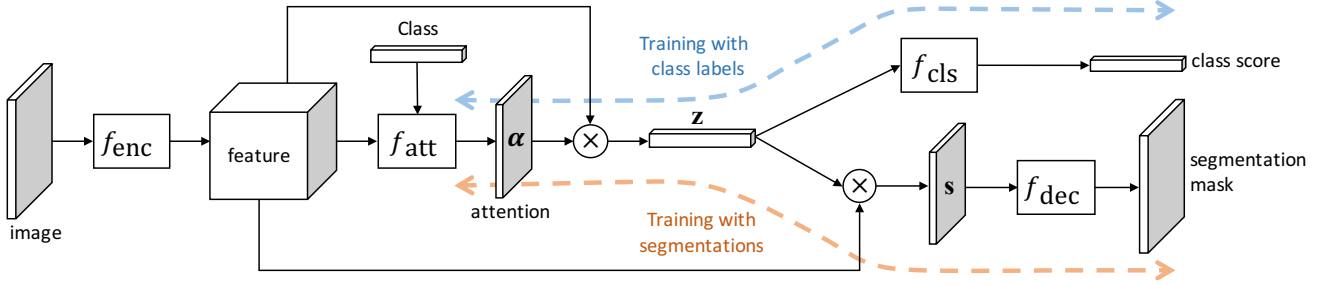 Class
Training with
class labels
f_cls
class score
image
f_enc
feature
f_att
α
attention
×
z
Training with
segmentations
×
s
f_dec
segmentation
mask